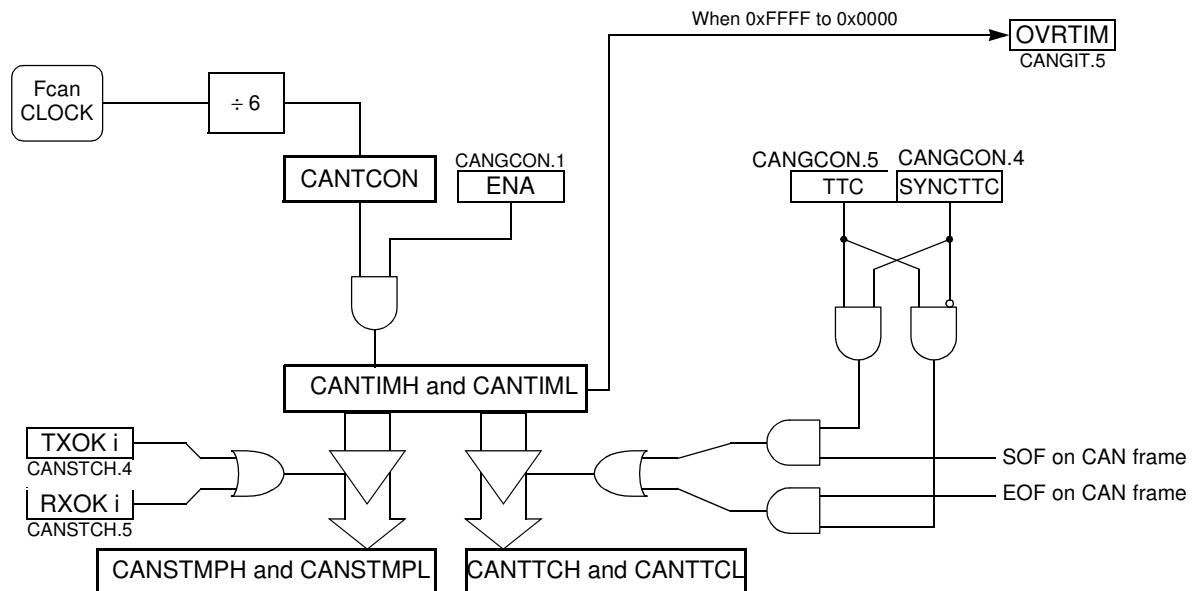 When 0xFFFF to 0x0000
OVRTIM
CANGIT.5
Fcan
CLOCK
÷ 6
CANTCON
CANGCON.1
ENA
CANGCON.5
CANGCON.4
TTC
SYNCTTC
CANTIMH and CANTIML
TXOK i
CANSTCH.4
RXOK i
CANSTCH.5
SOF on CAN frame
EOF on CAN frame
CANSTMPH and CANSTMPL
CANTTCH and CANTTCL